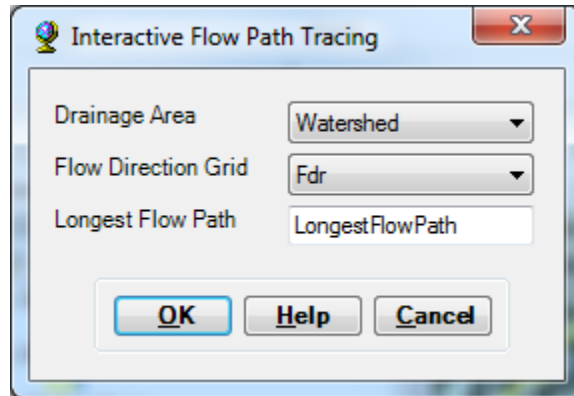 Interactive Flow Path Tracing
Drainage Area Watershed
Flow Direction Grid Fdr
Longest Flow Path LongestFlowPath
OK Help Cancel